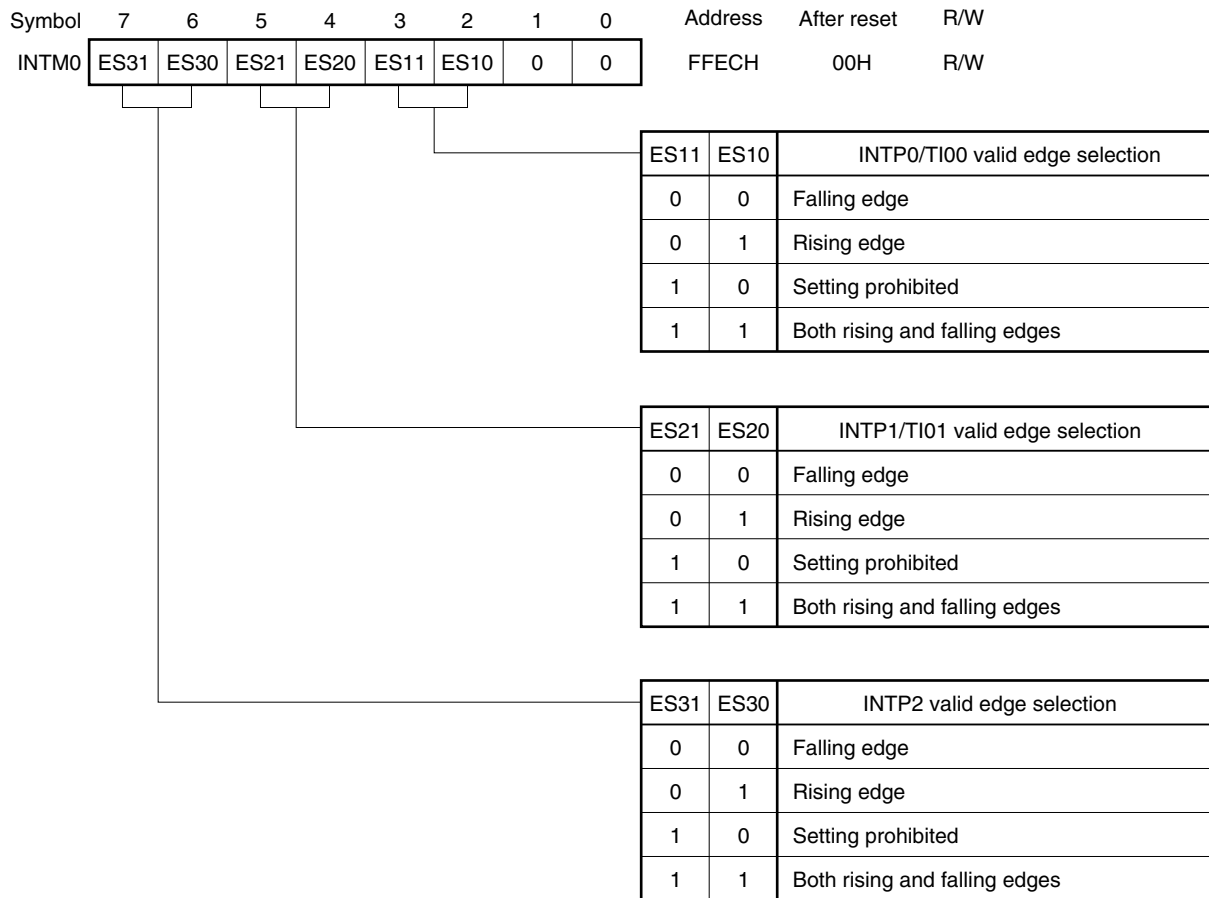 Symbol 7 6 5 4 3 2 1 0 Address After reset R/W
INTM0 ES31 ES30 ES21 ES20 ES11 ES10 0 0 FFECH 00H R/W
ES11 ES10 INTP0/TI00 valid edge selection
0 0 Falling edge
0 1 Rising edge
1 0 Setting prohibited
1 1 Both rising and falling edges
ES21 ES20 INTP1/TI01 valid edge selection
0 0 Falling edge
0 1 Rising edge
1 0 Setting prohibited
1 1 Both rising and falling edges
ES31 ES30 INTP2 valid edge selection
0 0 Falling edge
0 1 Rising edge
1 0 Setting prohibited
1 1 Both rising and falling edges